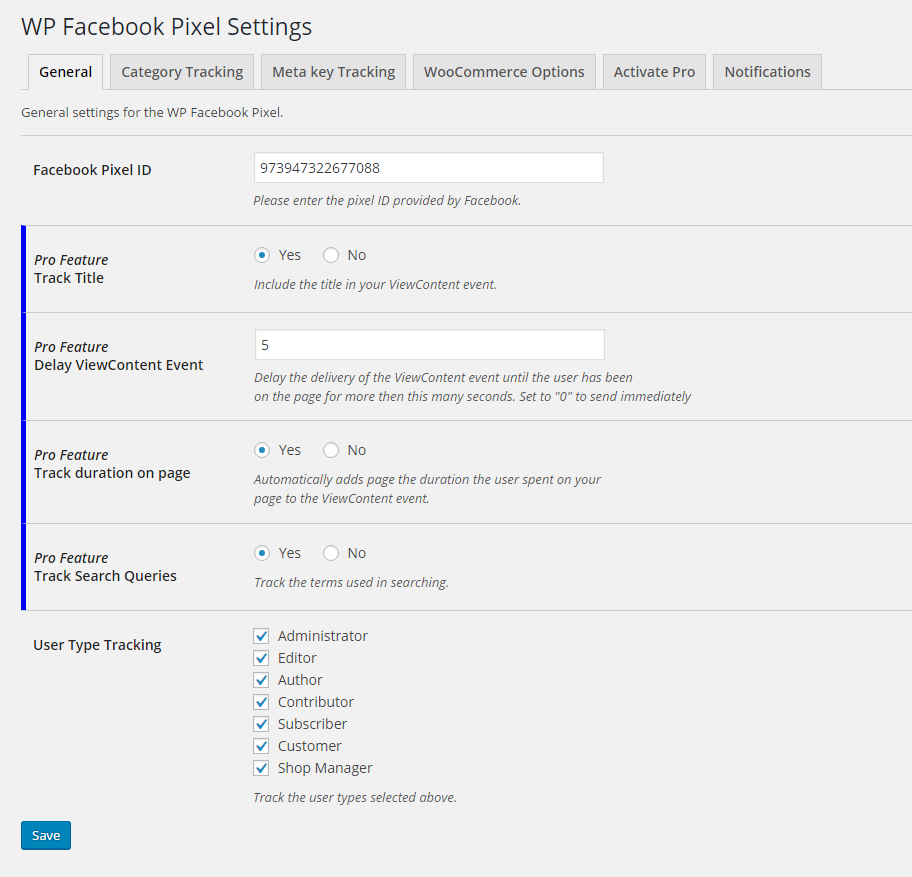 WP Facebook Pixel Settings
General Category Tracking Meta key Tracking WooCommerce Options Activate Pro Notifications
General settings for the WP Facebook Pixel.
Facebook Pixel ID
973947322677088
Please enter the pixel ID provided by Facebook.
Pro Feature
Track Title
Yes No
Include the title in your ViewContent event.
Pro Feature
Delay ViewContent Event
5
Delay the delivery of the ViewContent event until the user has been
on the page for more then this many seconds. Set to "0" to send immediately
Pro Feature
Track duration on page
Yes No
Automatically adds page the duration the user spent on your
page to the ViewContent event.
Pro Feature
Track Search Queries
Yes No
Track the terms used in searching.
User Type Tracking
Administrator
Editor
Author
Contributor
Subscriber
Customer
Shop Manager
Track the user types selected above.
Save